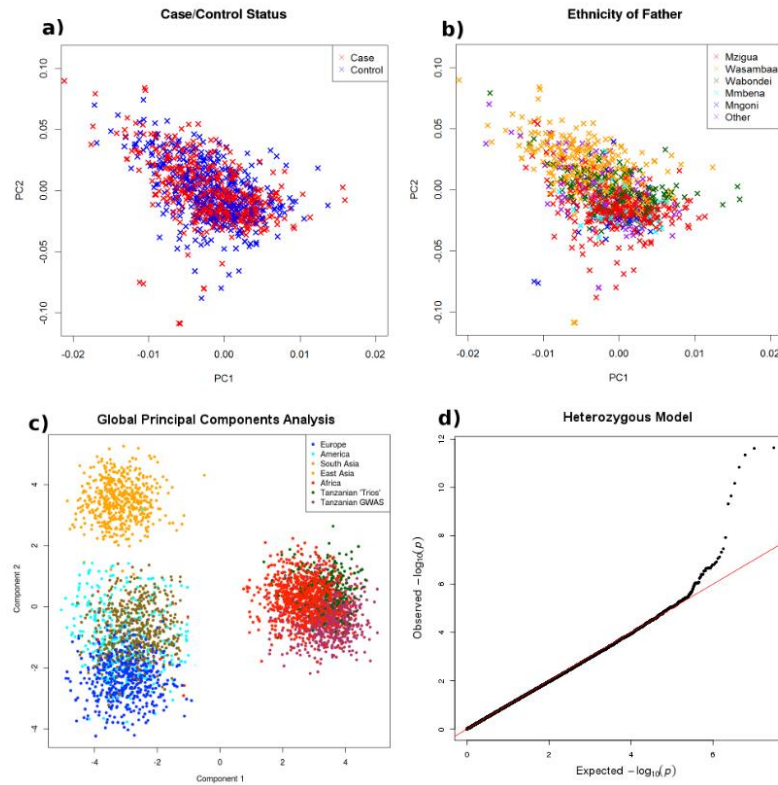 a)
Case/Control Status
Case
Control
PC2
0.10
0.05
0.00
-0.05
-0.10
-0.02
-0.01
0.00
0.01
0.02
PC1
b)
Ethnicity of Father
Mzigua
Wasambaa
Wabondei
Mmbena
Mngoni
Other
PC2
0.10
0.05
0.00
-0.05
-0.10
-0.02
-0.01
0.00
0.01
0.02
PC1
c)
Global Principal Components Analysis
Europe
America
South Asia
East Asia
Africa
Tanzanian 'Trios'
Tanzanian GWAS
Component 2
4
2
0
-2
-4
-4
-2
0
2
4
Component 1
d)
Heterozygous Model
Observed −log10(p)
12
10
8
6
4
2
0
0
2
4
6
Expected −log10(p)